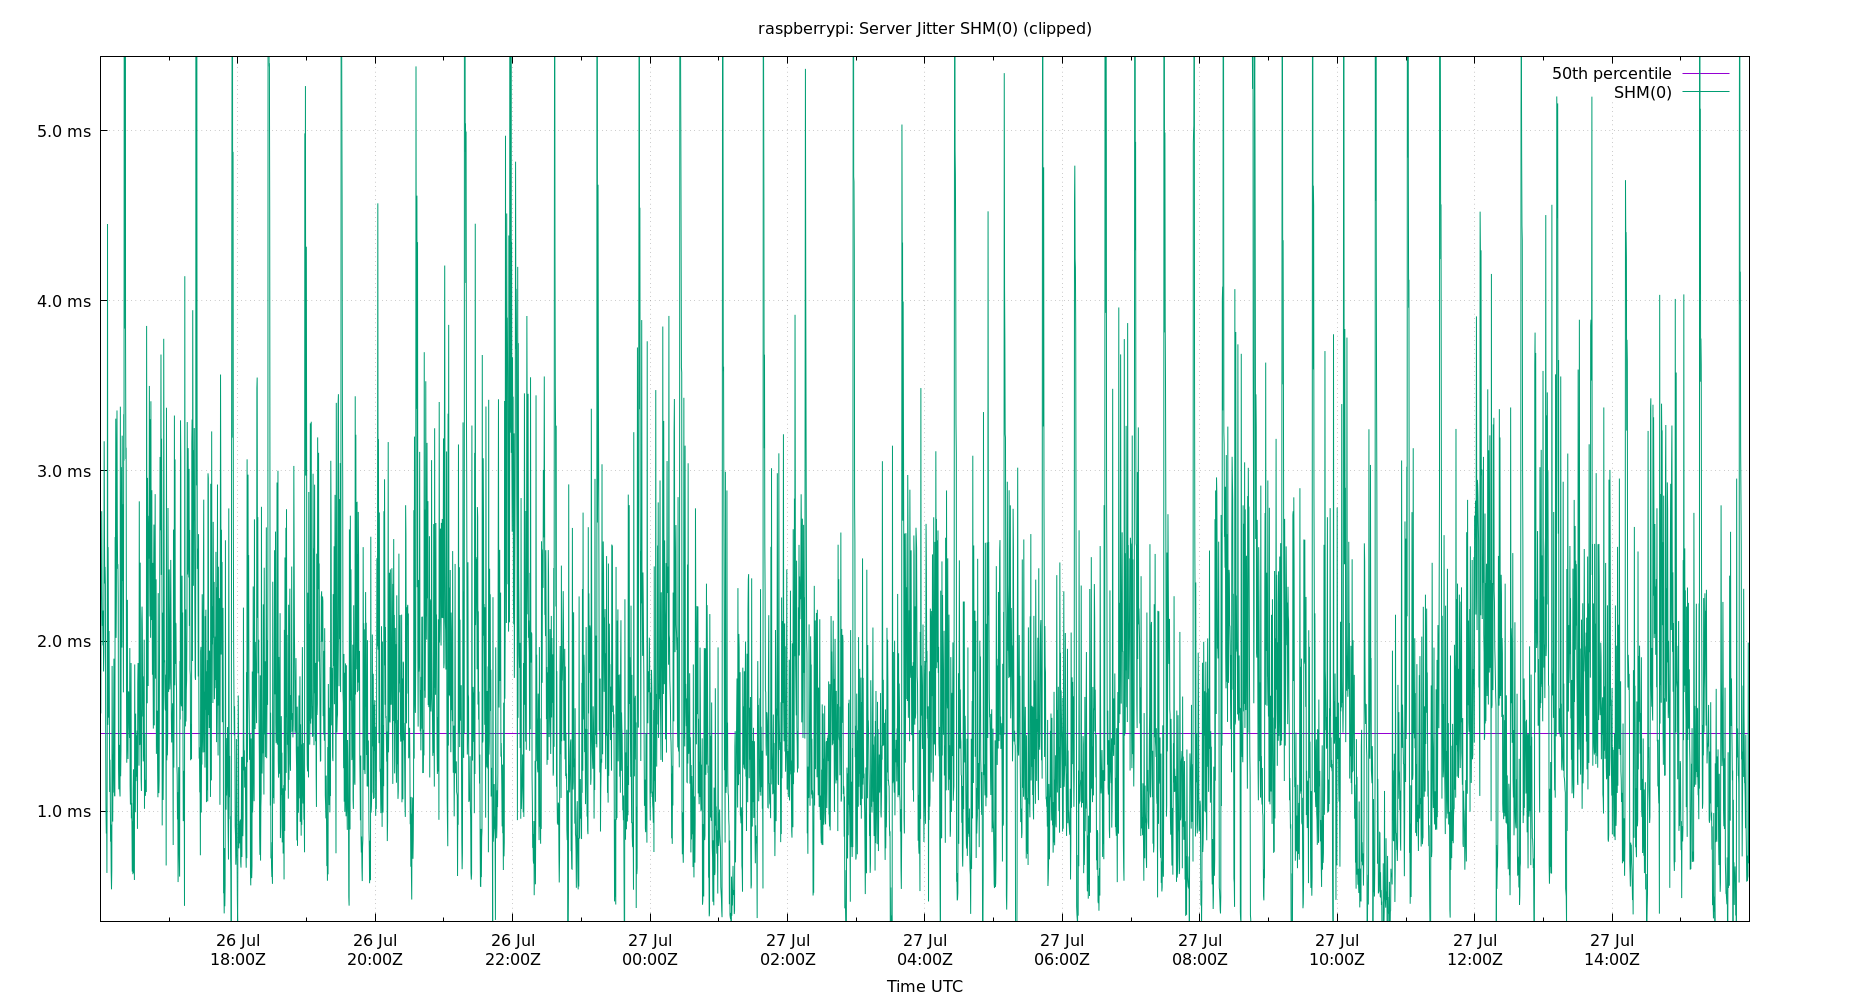 raspberrypi: Server Jitter SHM(0) (clipped)
50th percentile
SHM(0)
5.0 ms
4.0 ms
3.0 ms
2.0 ms
1.0 ms
26 Jul 26 Jul 26 Jul 27 Jul 27 Jul 27 Jul 27 Jul 27 Jul 27 Jul 27 Jul 27 Jul
18:00Z 20:00Z 22:00Z 00:00Z 02:00Z 04:00Z 06:00Z 08:00Z 10:00Z 12:00Z 14:00Z
Time UTC